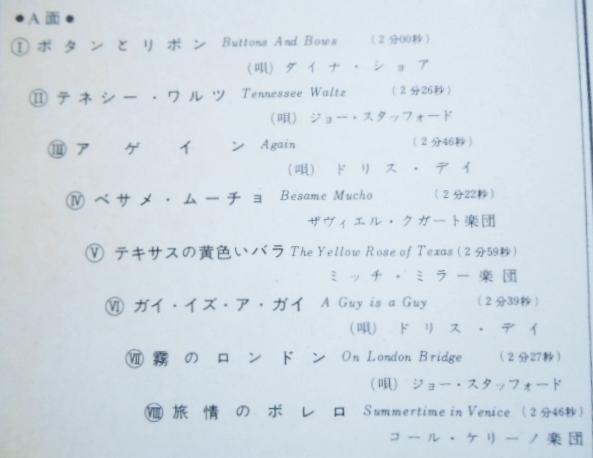 ●A面●
Ⅰ ボタンとリボン Buttons And Bows (2分00秒)
(唄) ダイナ・ショア
Ⅱ テネシー・ワルツ Tennessee Waltz (2分26秒)
(唄) ジョー・スタッフォード
Ⅲ アゲイン Again (2分46秒)
(唄) ドリス・デイ
Ⅳ ベサメ・ムーチョ Besame Mucho (2分22秒)
ザヴィエル・クガート楽団
Ⅴ テキサスの黄色いバラ The Yellow Rose of Texas (2分59秒)
ミッチ・ミラー楽団
Ⅵ ガイ・イズ・ア・ガイ A Guy is a Guy (2分39秒)
(唄) ドリス・デイ
Ⅶ 霧のロンドン On London Bridge (2分27秒)
(唄) ジョー・スタッフォード
Ⅷ 旅情のボレロ Summertime in Venice (2分46秒)
コール・ケリーノ楽団